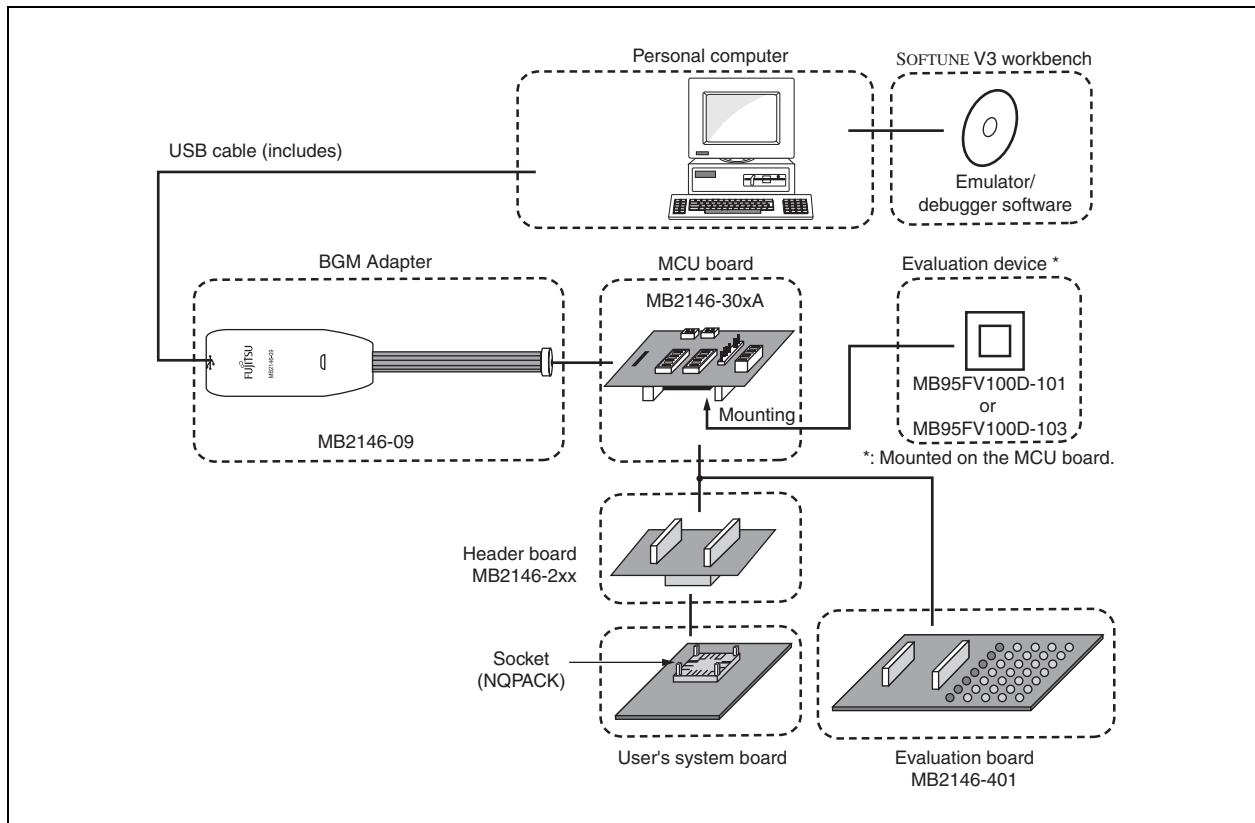 Personal computer
SOFTUNE V3 workbench
USB cable (includes)
Emulator/
debugger software
BGM Adapter
MCU board
Evaluation device *
MB2146-30xA
FUJITSU
MB2146-09
MB95FV100D-101
or
MB95FV100D-103
Mounting
MB2146-09
*: Mounted on the MCU board.
Header board
MB2146-2xx
Socket
(NQPACK)
User's system board
Evaluation board
MB2146-401